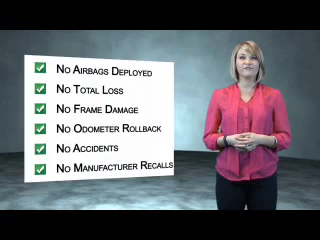 No Airbags Deployed
No Total Loss
No Frame Damage
No Odometer Rollback
No Accidents
No Manufacturer Recalls